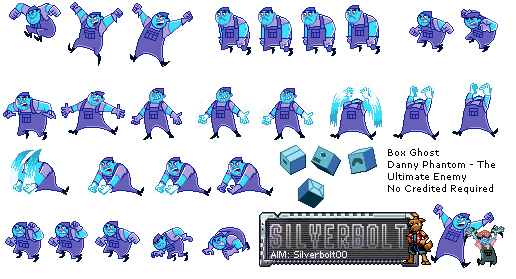 Box Ghost
Danny Phantom - The
Ultimate Enemy
No Credited Required
SILVERBOLT
AIM: Silverbolt00